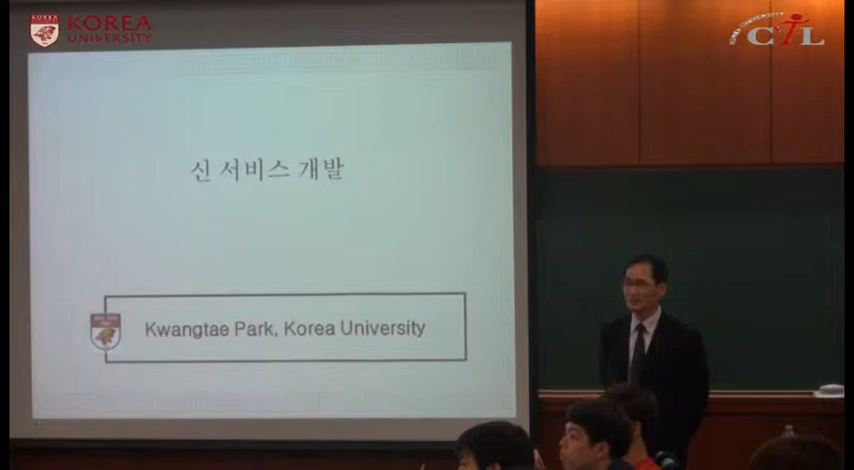 KOREA
UNIVERSITY
CTL
신 서비스 개발
Kwangtae Park, Korea University